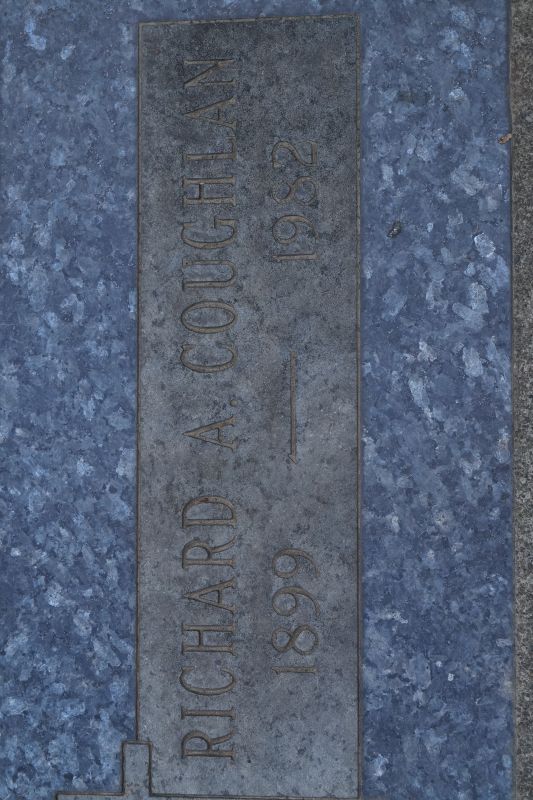 RICHARD A. COUGHLAN
1899 — 1982